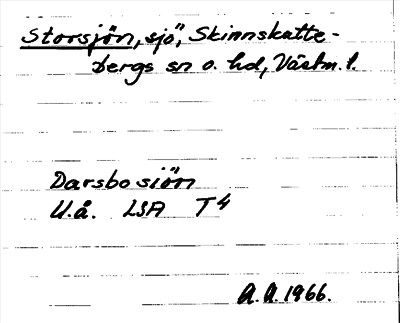 Storsjön, sjö, Skinnskatte-
bergs sn o. hd, Västm. l.
Darsbosjön
U.å. LSA T4
A.A. 1966.